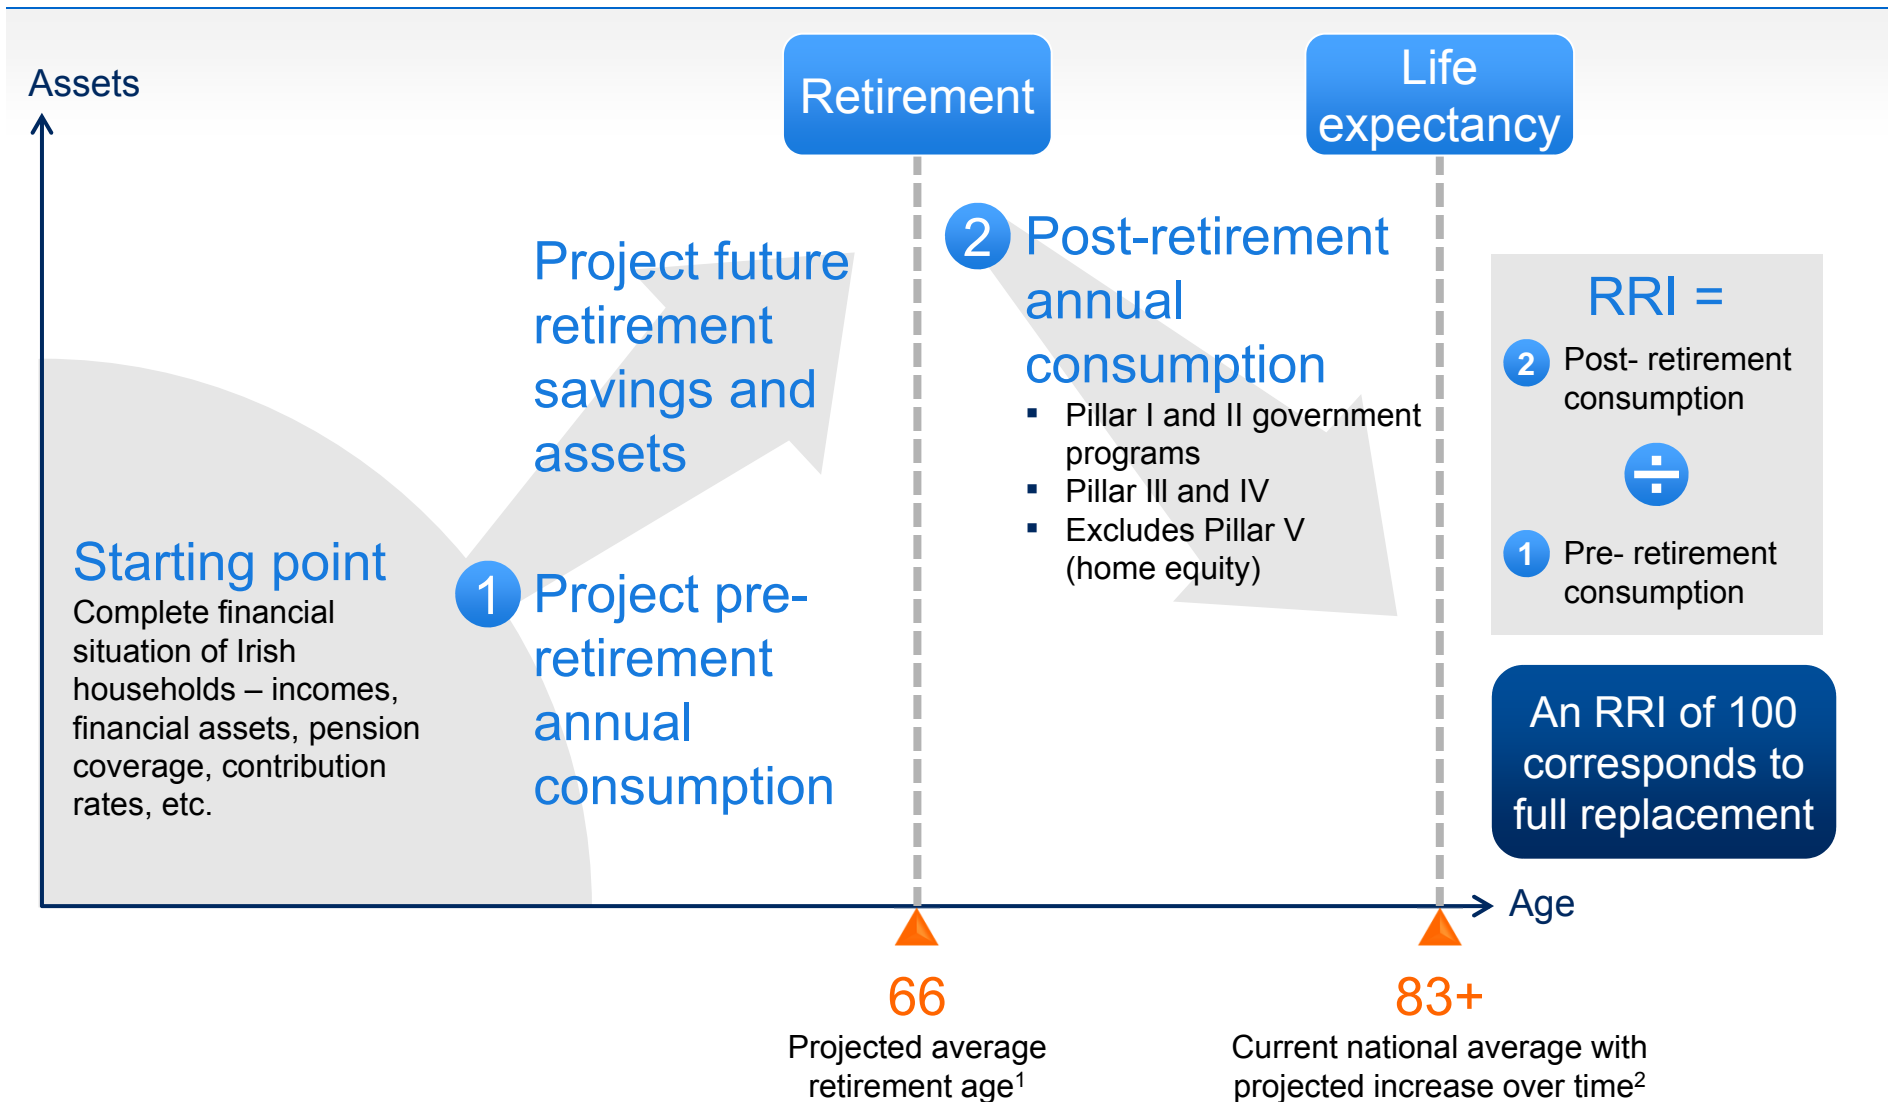 Assets
Retirement
Life
expectancy
Project future
retirement
savings and
assets
2 Post-retirement
annual
consumption
▪ Pillar I and II government
programs
▪ Pillar III and IV
▪ Excludes Pillar V
(home equity)
RRI =
2 Post- retirement
consumption
÷
1 Pre- retirement
consumption
Starting point
Complete financial
situation of Irish
households – incomes,
financial assets, pension
coverage, contribution
rates, etc.
1 Project pre-
retirement
annual
consumption
An RRI of 100
corresponds to
full replacement
Age
66
Projected average
retirement age¹
83+
Current national average with
projected increase over time²